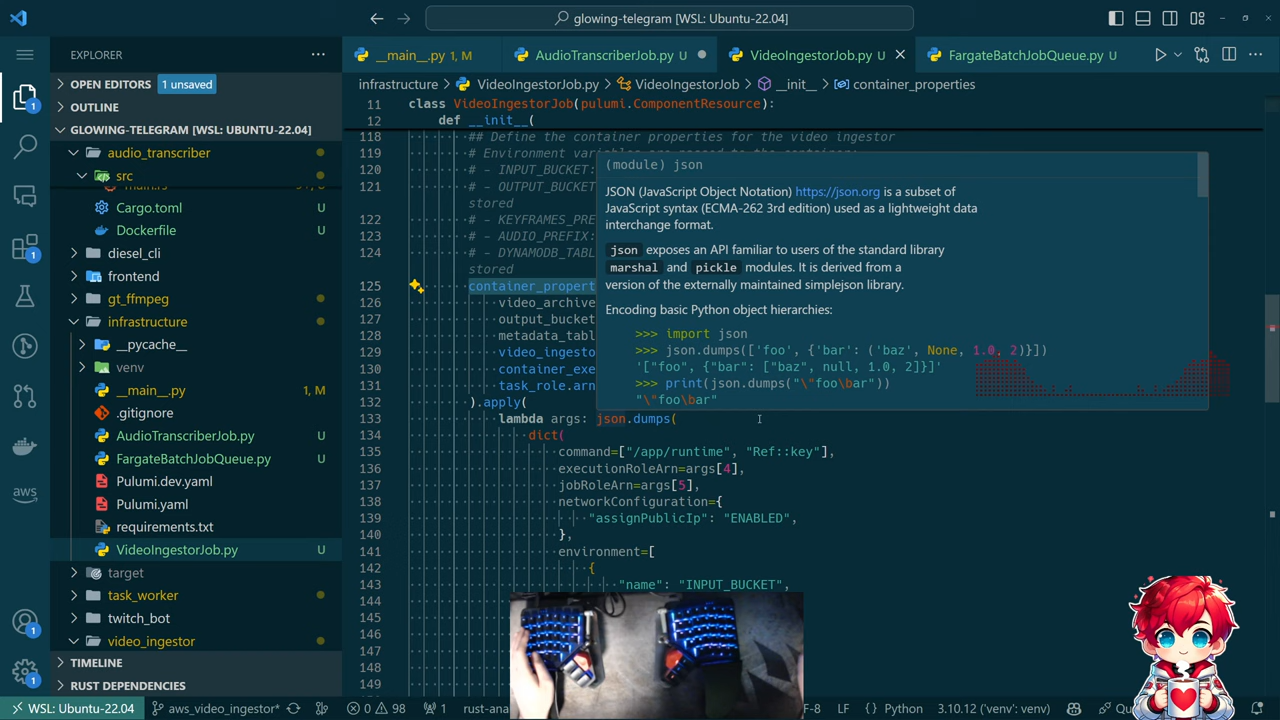 glowing-telegram [WSL: Ubuntu-22.04]
EXPLORER
OPEN EDITORS 1 unsaved
OUTLINE
GLOWING-TELEGRAM [WSL: UBUNTU-22.04]
audio_transcriber
src
Cargo.toml U
Dockerfile U
diesel_cli
frontend
gt_ffmpeg
infrastructure
__pycache__
venv
__main__.py 1, M
.gitignore
AudioTranscriberJob.py U
FargateBatchJobQueue.py U
Pulumi.dev.yaml
Pulumi.yaml
requirements.txt
VideoIngestorJob.py U
target
task_worker
twitch_bot
video_ingestor
TIMELINE
RUST DEPENDENCIES
__main__.py 1, M
AudioTranscriberJob.py U
VideoIngestorJob.py U
FargateBatchJobQueue.py U
infrastructure > VideoIngestorJob.py > VideoIngestorJob > __init__ > container_properties
11 class VideoIngestorJob(pulumi.ComponentResource):
12 def __init__(
118 ## Define the container properties for the video ingestor
119 # Environment variables are passed to the container:
120 # - INPUT_BUCKET:
121 # - OUTPUT_BUCKET
stored
122 # - KEYFRAMES_PRE
123 # - AUDIO_PREFIX:
124 # - DYNAMODB_TABL
stored
125 container_propert
126 video_archive
127 output_bucket
128 metadata_tabl
129 video_ingesto
130 container_exe
131 task_role.arn
132 ).apply(
133 lambda args: json.dumps(
134 dict(
135 command=["/app/runtime", "Ref::key"],
136 executionRoleArn=args[4],
137 jobRoleArn=args[5],
138 networkConfiguration={
139 "assignPublicIp": "ENABLED",
140 },
141 environment=[
142 {
143 "name": "INPUT_BUCKET",
144
145
146
147
148
149
(module) json
JSON (JavaScript Object Notation) https://json.org is a subset of
JavaScript syntax (ECMA-262 3rd edition) used as a lightweight data
interchange format.
json exposes an API familiar to users of the standard library
marshal and pickle modules. It is derived from a
version of the externally maintained simplejson library.
Encoding basic Python object hierarchies:
>>> import json
>>> json.dumps(['foo', {'bar': ('baz', None, 1.0, 2)}])
'["foo", {"bar": ["baz", null, 1.0, 2]}]'
>>> print(json.dumps("\"foo\bar"))
"\"foo\bar"
WSL: Ubuntu-22.04 aws_video_ingestor* 0 98 1 rust-ana F-8 LF Python 3.10.12 ('venv': venv)